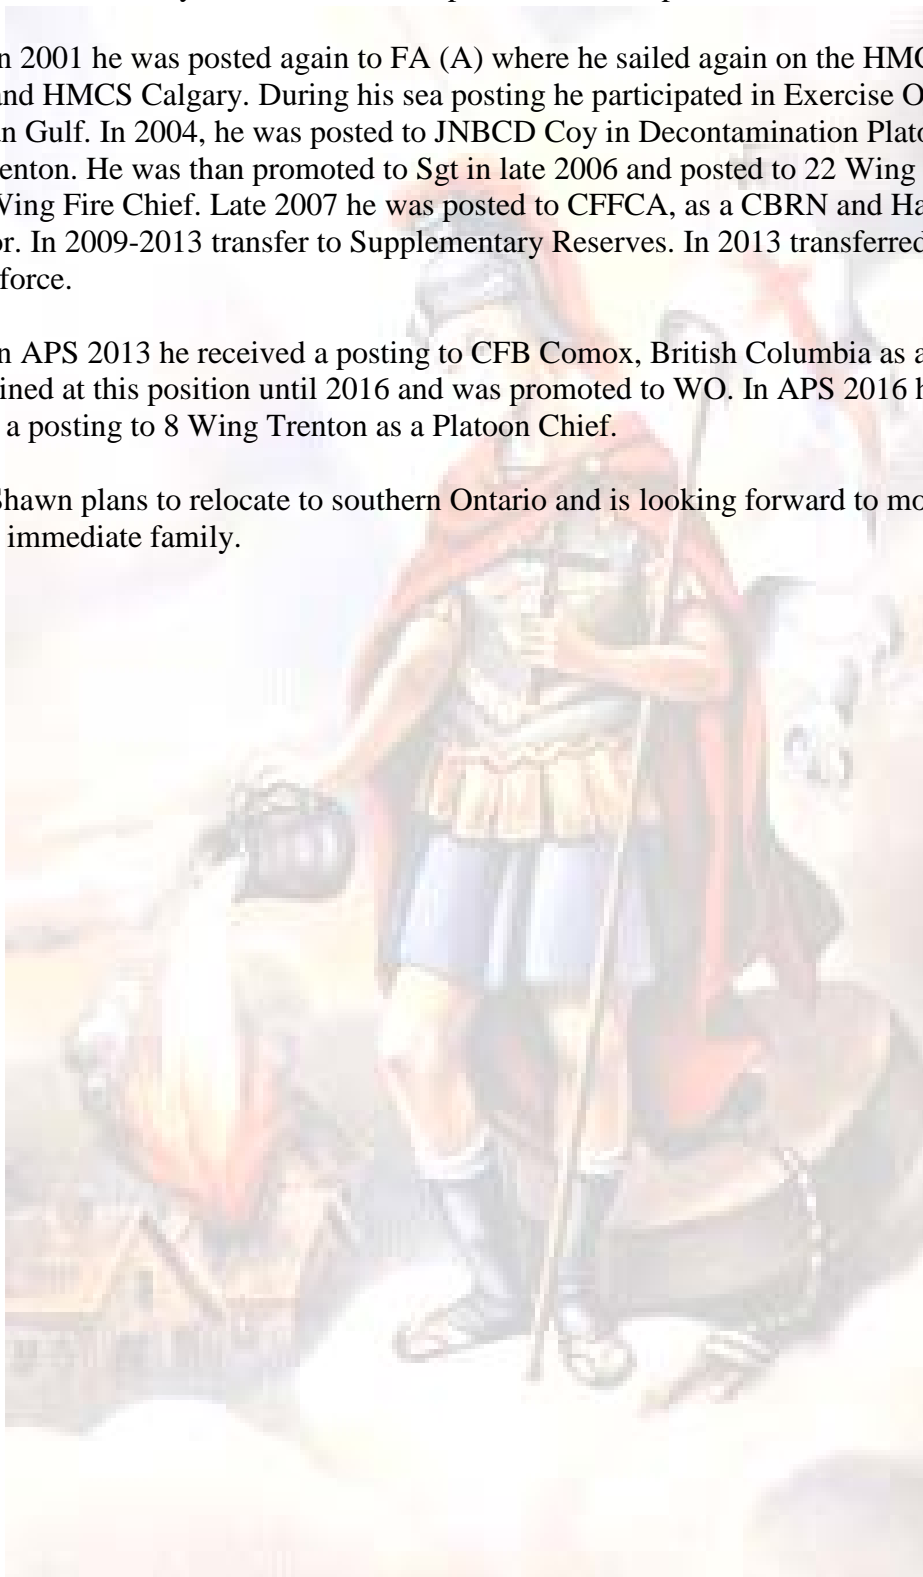 n 2001 he was posted again to FA (A) where he sailed again on the HMC
nd HMCS Calgary. During his sea posting he participated in Exercise O
n Gulf. In 2004, he was posted to JNBCD Coy in Decontamination Plato
enton. He was than promoted to Sgt in late 2006 and posted to 22 Wing
Wing Fire Chief. Late 2007 he was posted to CFFCA, as a CBRN and Ha
or. In 2009-2013 transfer to Supplementary Reserves. In 2013 transferred
force.
n APS 2013 he received a posting to CFB Comox, British Columbia as a
ined at this position until 2016 and was promoted to WO. In APS 2016 h
a posting to 8 Wing Trenton as a Platoon Chief.
Shawn plans to relocate to southern Ontario and is looking forward to mo
immediate family.